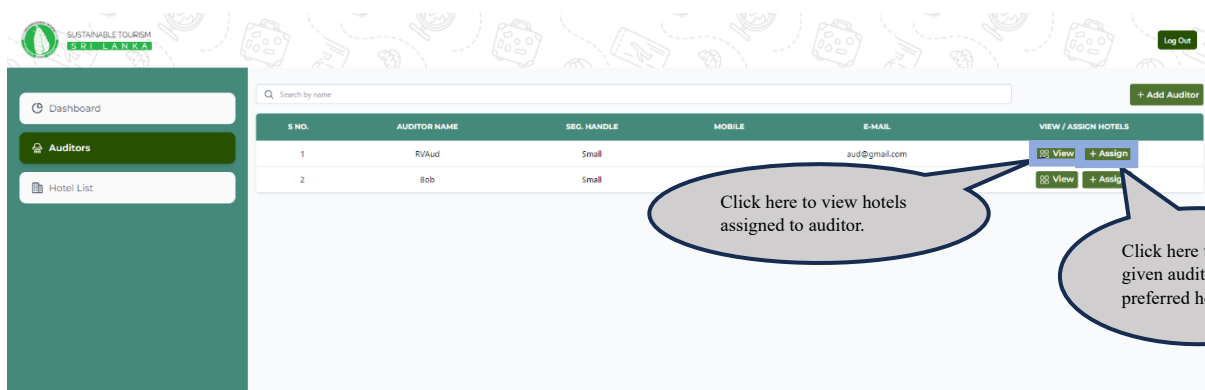 SUSTAINABLE TOURISM
SRI LANKA
Log Out
Dashboard
Auditors
Hotel List
Search by name
+ Add Auditor
S NO. AUDITOR NAME SEG. HANDLE MOBILE E-MAIL VIEW / ASSIGN HOTELS
1 RVAud Small aud@gmail.com View + Assign
2 Bob Small View + Assig
Click here to view hotels
assigned to auditor.
Click here
given audit
preferred h